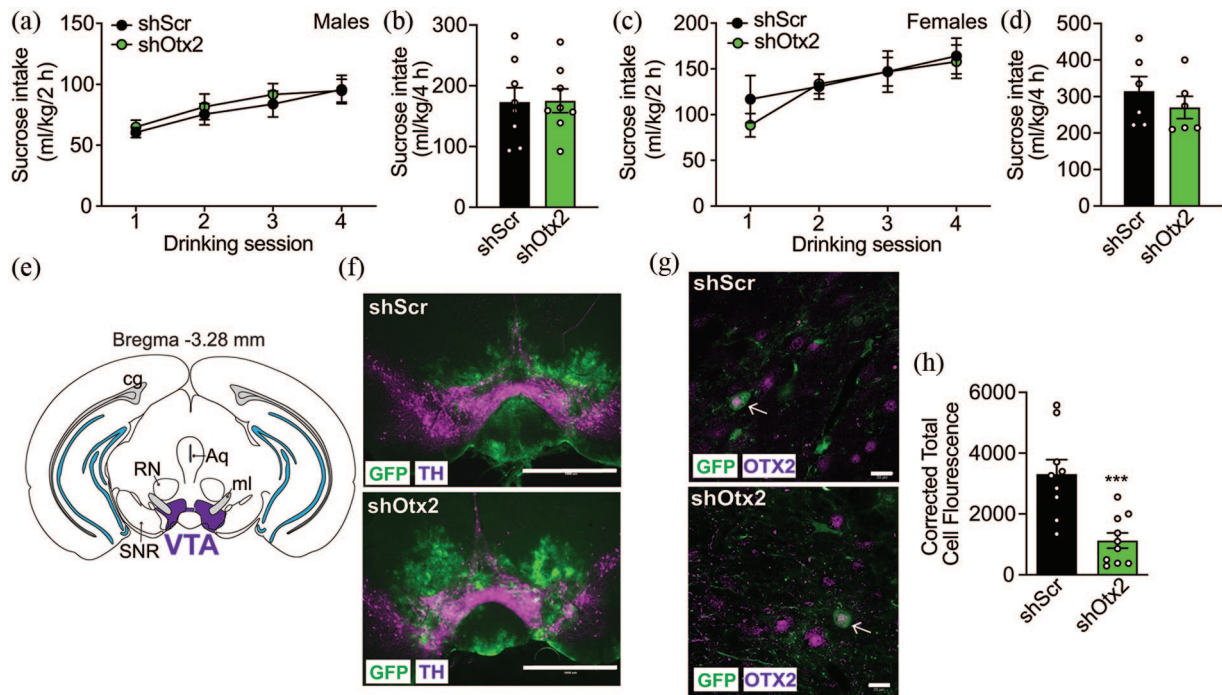 (a)
shScr
shOtx2
Males
Sucrose intake
(ml/kg/2 h)
150
100
50
0
1 2 3 4
Drinking session
(b)
Sucrose intate
(ml/kg/4 h)
300
200
100
0
shScr
shOtx2
(c)
shScr
shOtx2
Females
Sucrose intake
(ml/kg/2 h)
200
150
100
50
0
1 2 3 4
Drinking session
(d)
Sucrose intate
(ml/kg/4 h)
500
400
300
200
100
0
shScr
shOtx2
(e)
Bregma -3.28 mm
cg
Aq
RN
ml
SNR
VTA
(f)
shScr
GFP TH
shOtx2
GFP TH
(g)
shScr
GFP OTX2
shOtx2
GFP OTX2
(h)
Corrected Total
Cell Flourescence
6000
4000
2000
0
***
shScr
shOtx2